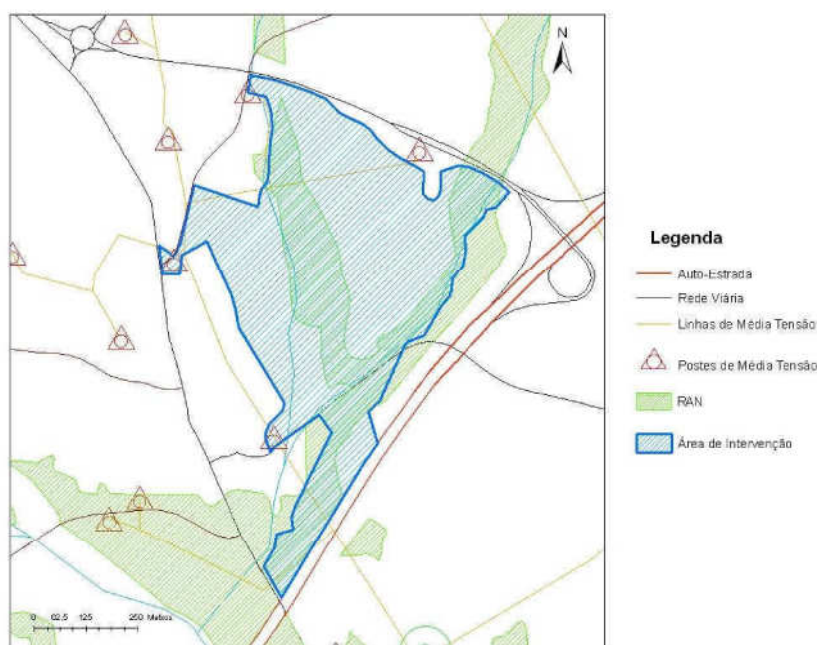 N
Legenda
Auto-Estrada
Rede Viária
Linhas de Média Tensão
Postes de Média Tensão
RAN
Área de Intervenção
0 62,5 125 250 Metros